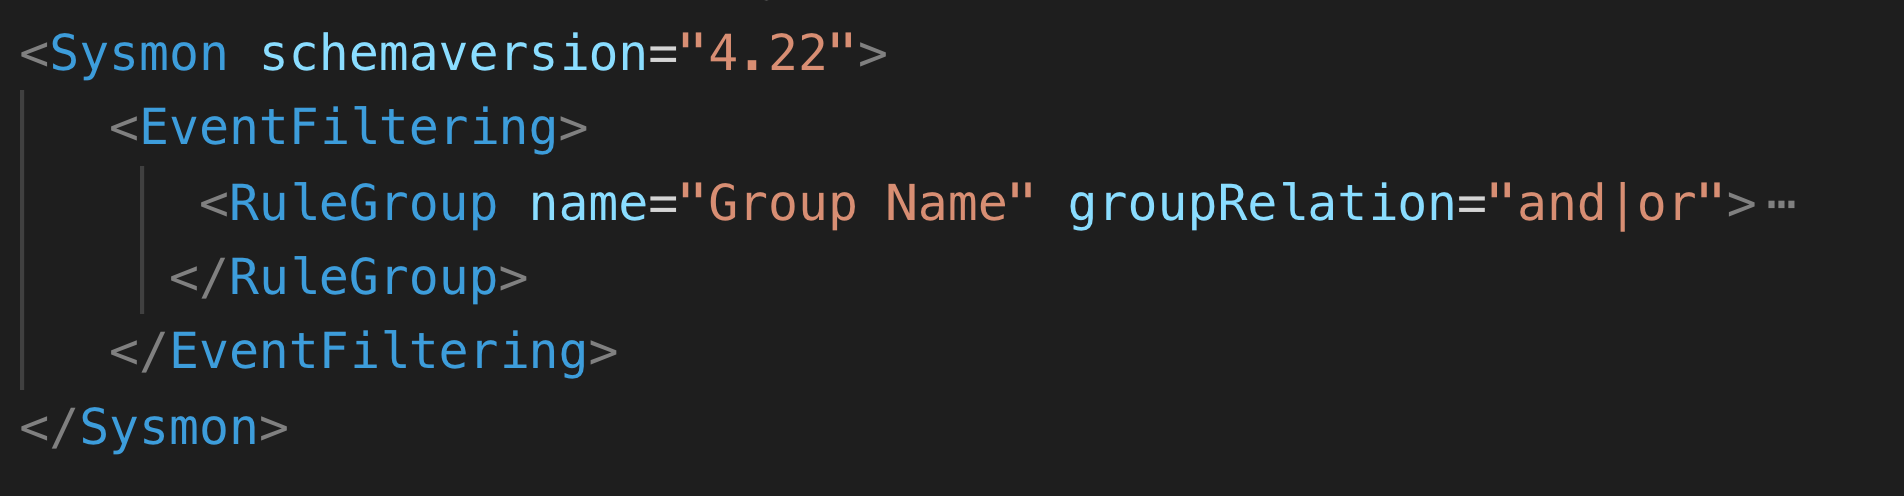 <Sysmon schemaversion="4.22">
<EventFiltering>
<RuleGroup name="Group Name" groupRelation="and|or">…
</RuleGroup>
</EventFiltering>
</Sysmon>